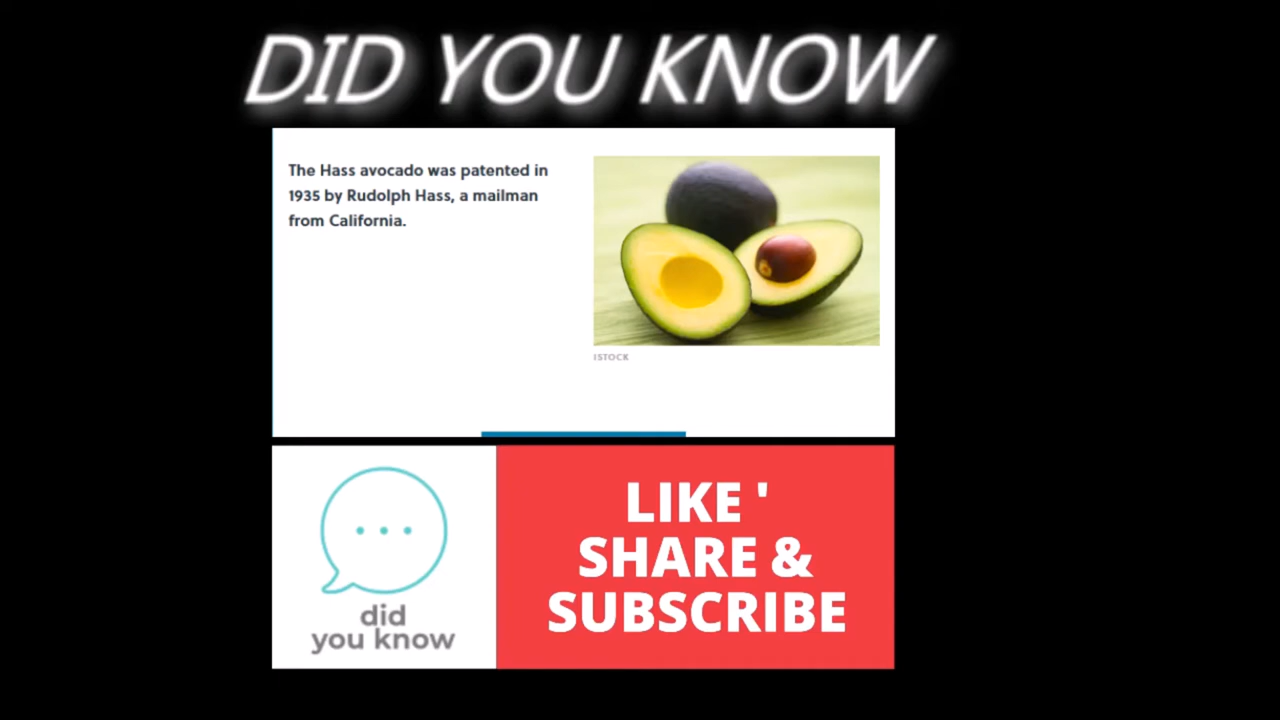 DID YOU KNOW
The Hass avocado was patented in
1935 by Rudolph Hass, a mailman
from California.
ISTOCK
did
you know
LIKE '
SHARE &
SUBSCRIBE